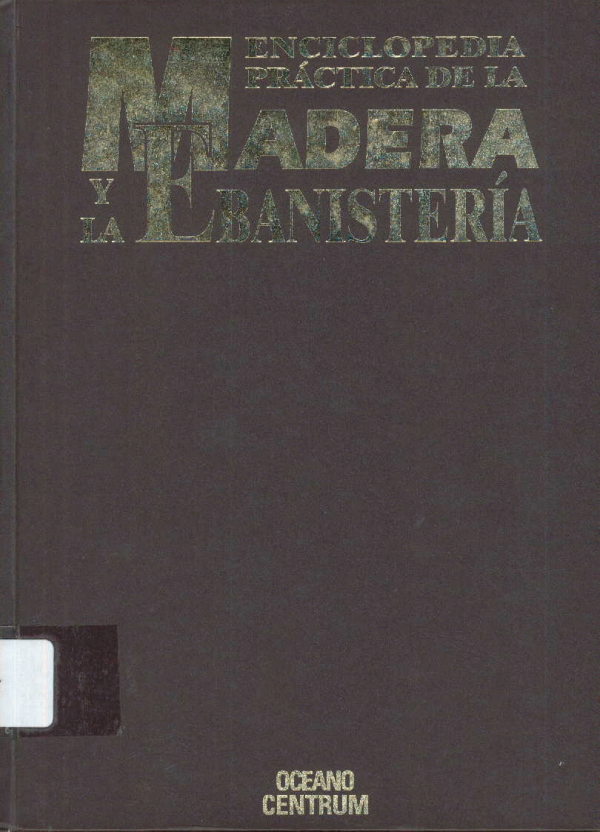 ENCICLOPEDIA
PRÁCTICA DE LA
MADERA
Y
LA EBANISTERÍA
OCEANO
CENTRUM